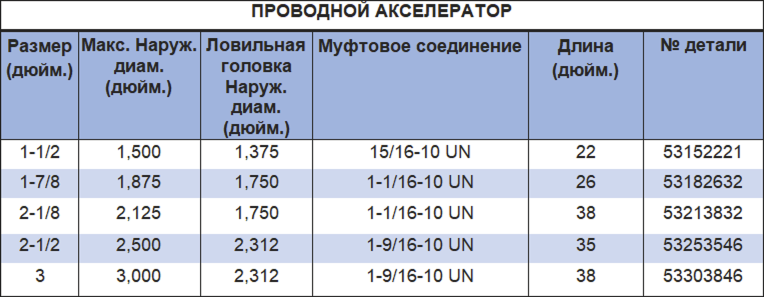 ПРОВОДНОЙ АКСЕЛЕРАТОР
Размер (дюйм.) Макс. Наруж. диам. (дюйм.) Ловильная головка Наруж. диам. (дюйм.) Муфтовое соединение Длина (дюйм.) № детали
1-1/2 1,500 1,375 15/16-10 UN 22 53152221
1-7/8 1,875 1,750 1-1/16-10 UN 26 53182632
2-1/8 2,125 1,750 1-1/16-10 UN 38 53213832
2-1/2 2,500 2,312 1-9/16-10 UN 35 53253546
3 3,000 2,312 1-9/16-10 UN 38 53303846